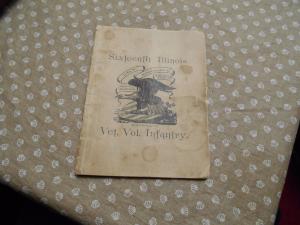 Sixteenth Illinois
Vet. Vol. Infantry.